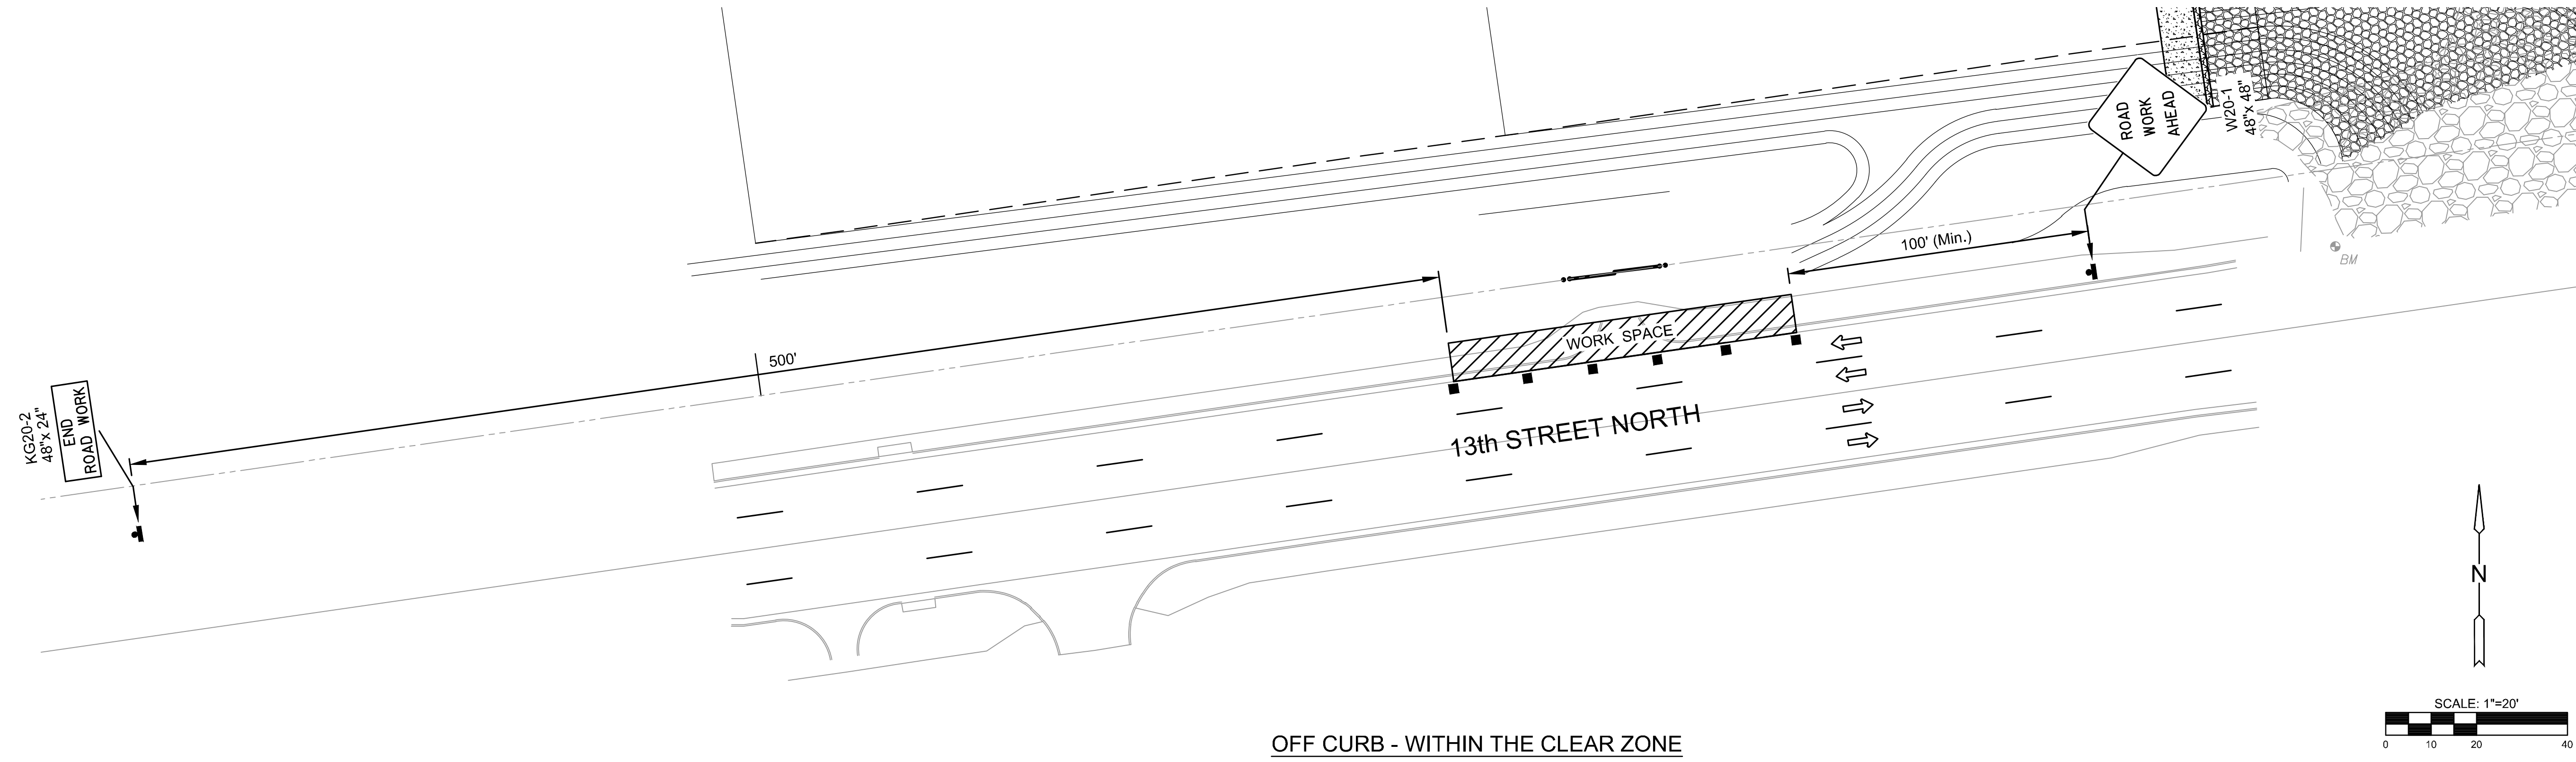 ROAD
WORK
AHEAD
W20-1
48"x 48"
100' (Min.)
BM
500'
WORK SPACE
KG20-2
48"x 24"
END
ROAD WORK
13th STREET NORTH
N
SCALE: 1"=20'
0 10 20 40
OFF CURB - WITHIN THE CLEAR ZONE